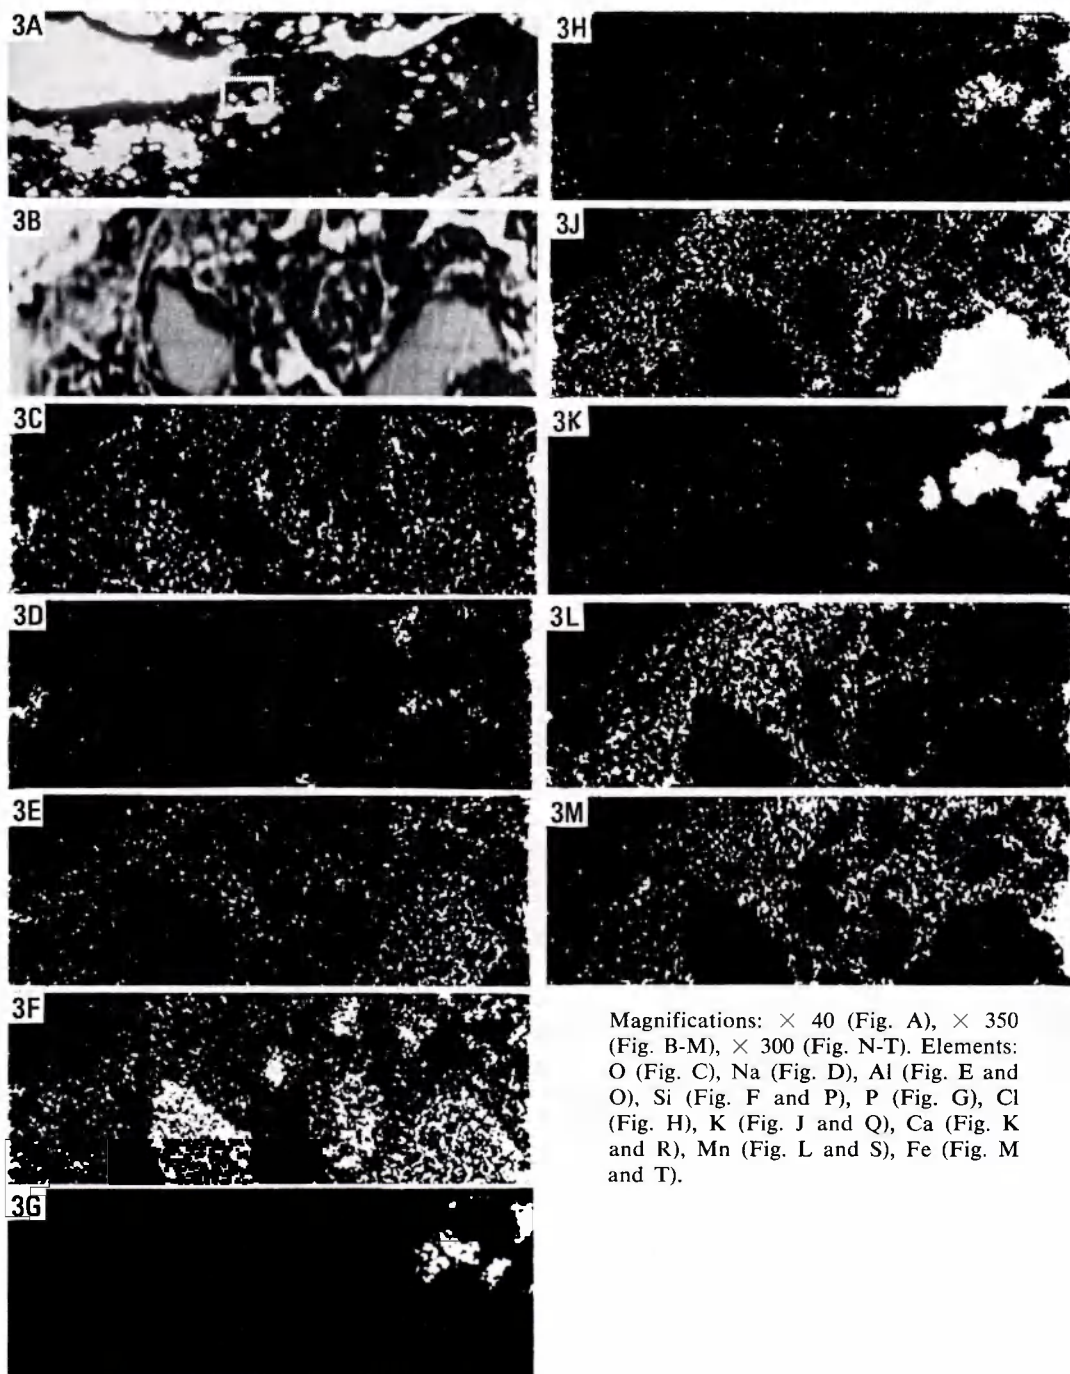 3A
3B
3C
3D
3E
3F
3G
3H
3J
3K
3L
3M
Magnifications: × 40 (Fig. A), × 350
(Fig. B-M), × 300 (Fig. N-T). Elements:
O (Fig. C), Na (Fig. D), Al (Fig. E and
O), Si (Fig. F and P), P (Fig. G), Cl
(Fig. H), K (Fig. J and Q), Ca (Fig. K
and R), Mn (Fig. L and S), Fe (Fig. M
and T).